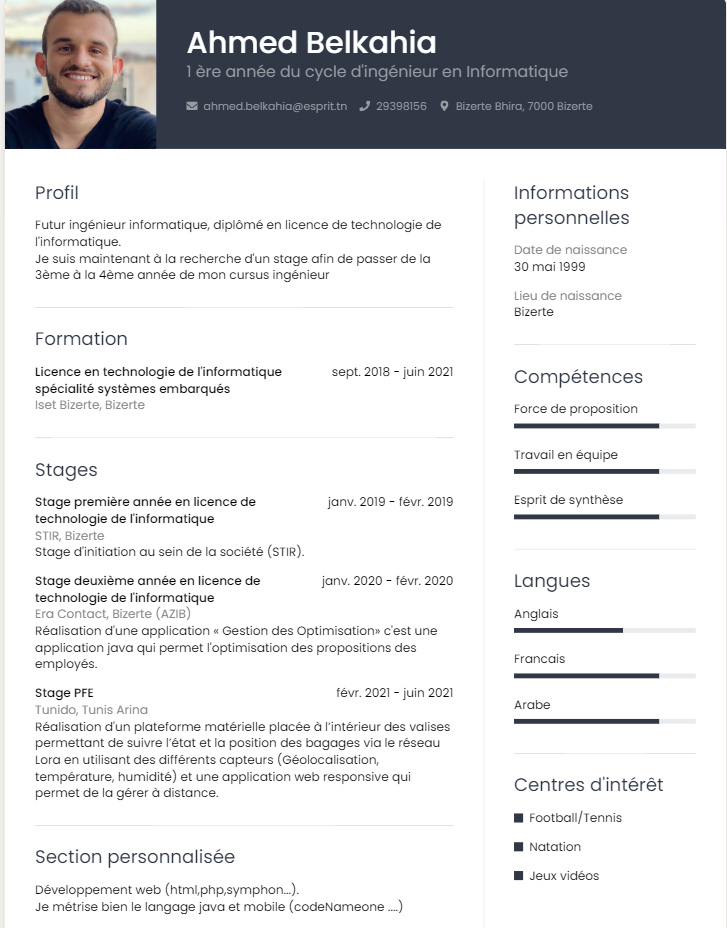 Ahmed Belkahia
1 ère année du cycle d'ingénieur en Informatique
ahmed.belkahia@esprit.tn 29398156 Bizerte Bhira, 7000 Bizerte
Profil
Futur ingénieur informatique, diplômé en licence de technologie de
l'informatique.
Je suis maintenant à la recherche d'un stage afin de passer de la
3ème à la 4ème année de mon cursus ingénieur
Formation
Licence en technologie de l'informatique sept. 2018 - juin 2021
spécialité systèmes embarqués
Iset Bizerte, Bizerte
Stages
Stage première année en licence de janv. 2019 - févr. 2019
technologie de l'informatique
STIR, Bizerte
Stage d'initiation au sein de la société (STIR).
Stage deuxième année en licence de janv. 2020 - févr. 2020
technologie de l'informatique
Era Contact, Bizerte (AZIB)
Réalisation d'une application « Gestion des Optimisation» c'est une
application java qui permet l'optimisation des propositions des
employés.
Stage PFE févr. 2021 - juin 2021
Tunido, Tunis Arina
Réalisation d'un plateforme matérielle placée à l'intérieur des valises
permettant de suivre l'état et la position des bagages via le réseau
Lora en utilisant des différents capteurs (Géolocalisation,
température, humidité) et une application web responsive qui
permet de la gérer à distance.
Section personnalisée
Développement web (html,php,symphon...).
Je métrise bien le langage java et mobile (codeNameone ....)
Informations
personnelles
Date de naissance
30 mai 1999
Lieu de naissance
Bizerte
Compétences
Force de proposition
Travail en équipe
Esprit de synthèse
Langues
Anglais
Francais
Arabe
Centres d'intérêt
Football/Tennis
Natation
Jeux vidéos